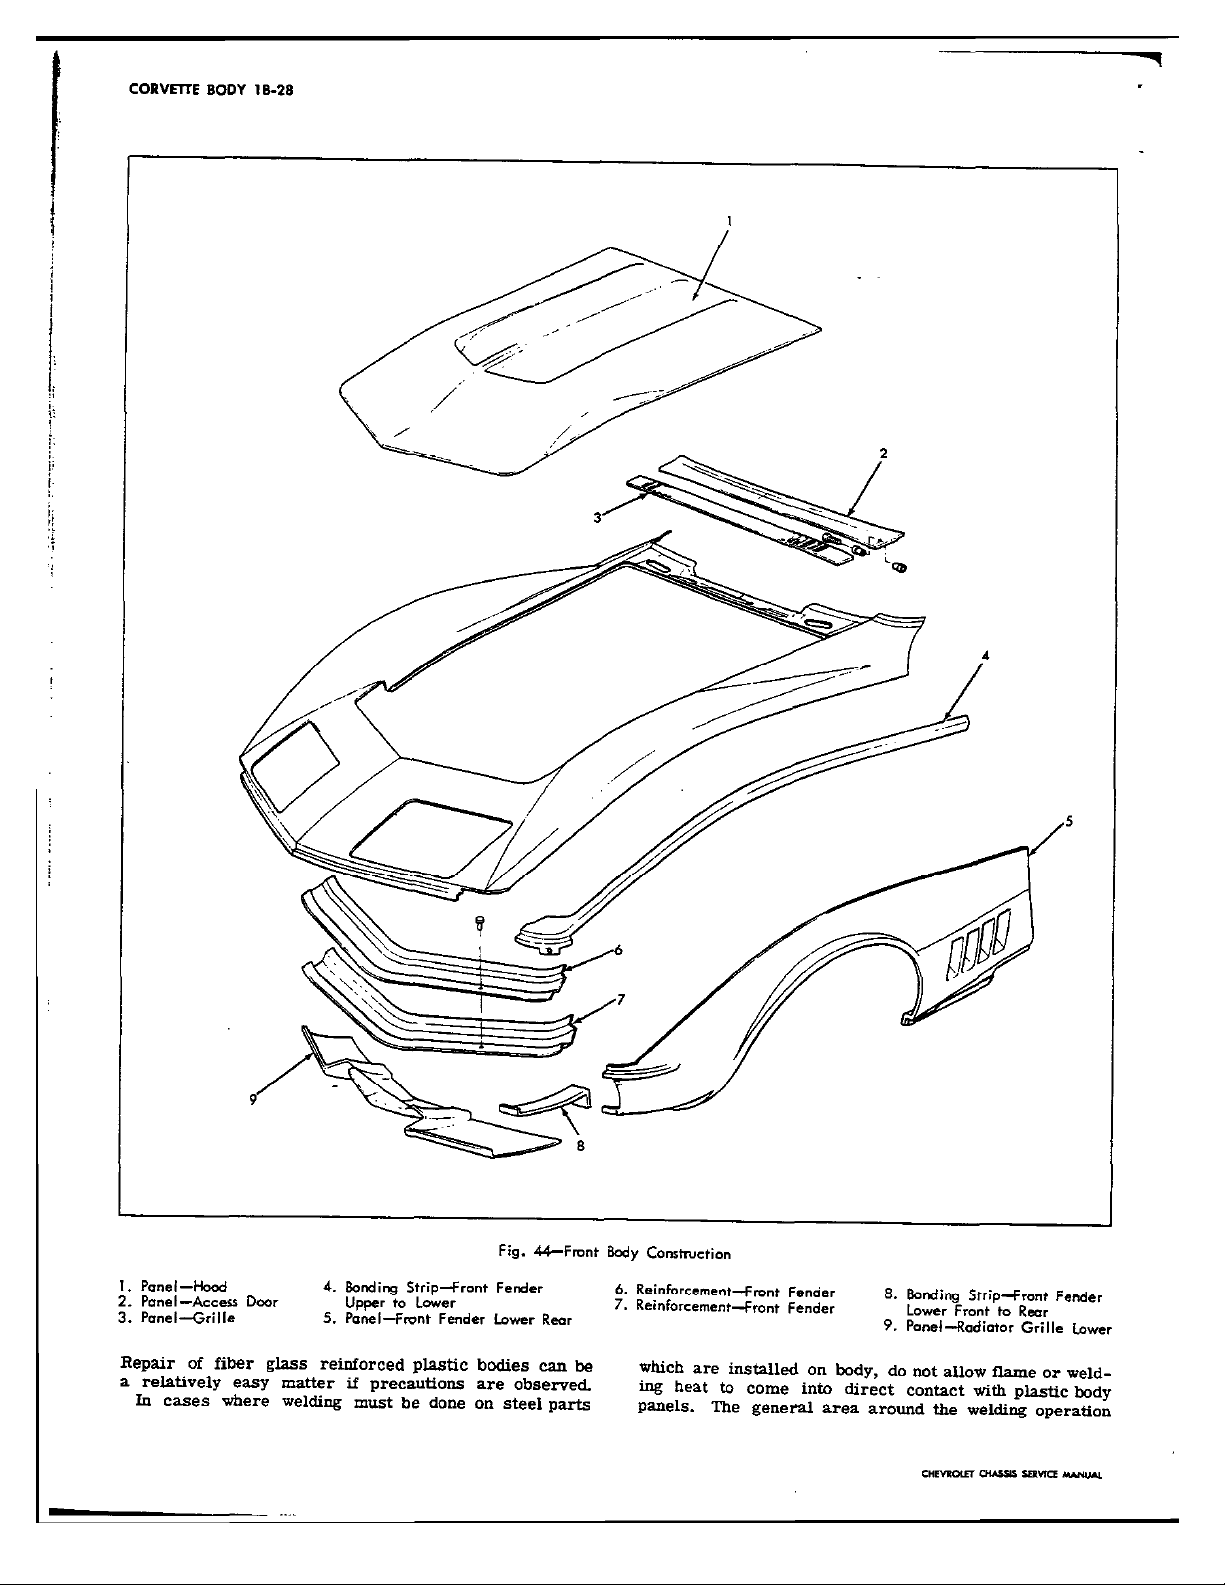 CORVETTE BODY 1B-28
1
2
3
4
5
6
7
9
8
Fig. 44—Front Body Construction
1. Panel—Hood
2. Panel—Access Door
3. Panel—Grille
4. Bonding Strip—Front Fender
Upper to Lower
5. Panel—Front Fender Lower Rear
6. Reinforcement—Front Fender
7. Reinforcement—Front Fender
8. Bonding Strip—Front Fender
Lower Front to Rear
9. Panel—Radiator Grille Lower
Repair of fiber glass reinforced plastic bodies can be
a relatively easy matter if precautions are observed.
In cases where welding must be done on steel parts
which are installed on body, do not allow flame or weld-
ing heat to come into direct contact with plastic body
panels. The general area around the welding operation
CHEVROLET CHASSIS SERVICE MANUAL